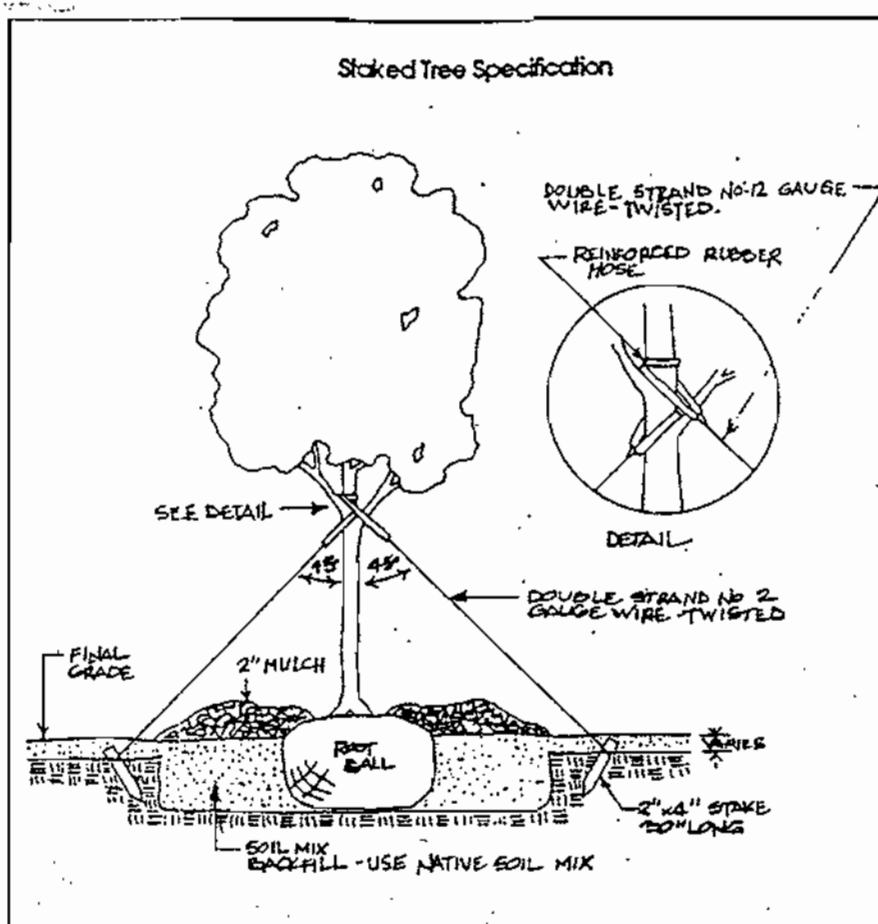 Staked Tree Specification
DOUBLE STRAND NO-12 GAUGE
WIRE-TWISTED.
REINFORCED RUBBER
HOSE
SEE DETAIL
DETAIL
45°
45°
DOUBLE STRAND NO 2
GAUGE WIRE-TWISTED
FINAL
GRADE
2" MULCH
ROOT
BALL
VARIES
2"x4" STAKE
30" LONG
SOIL MIX
BACKFILL - USE NATIVE SOIL MIX